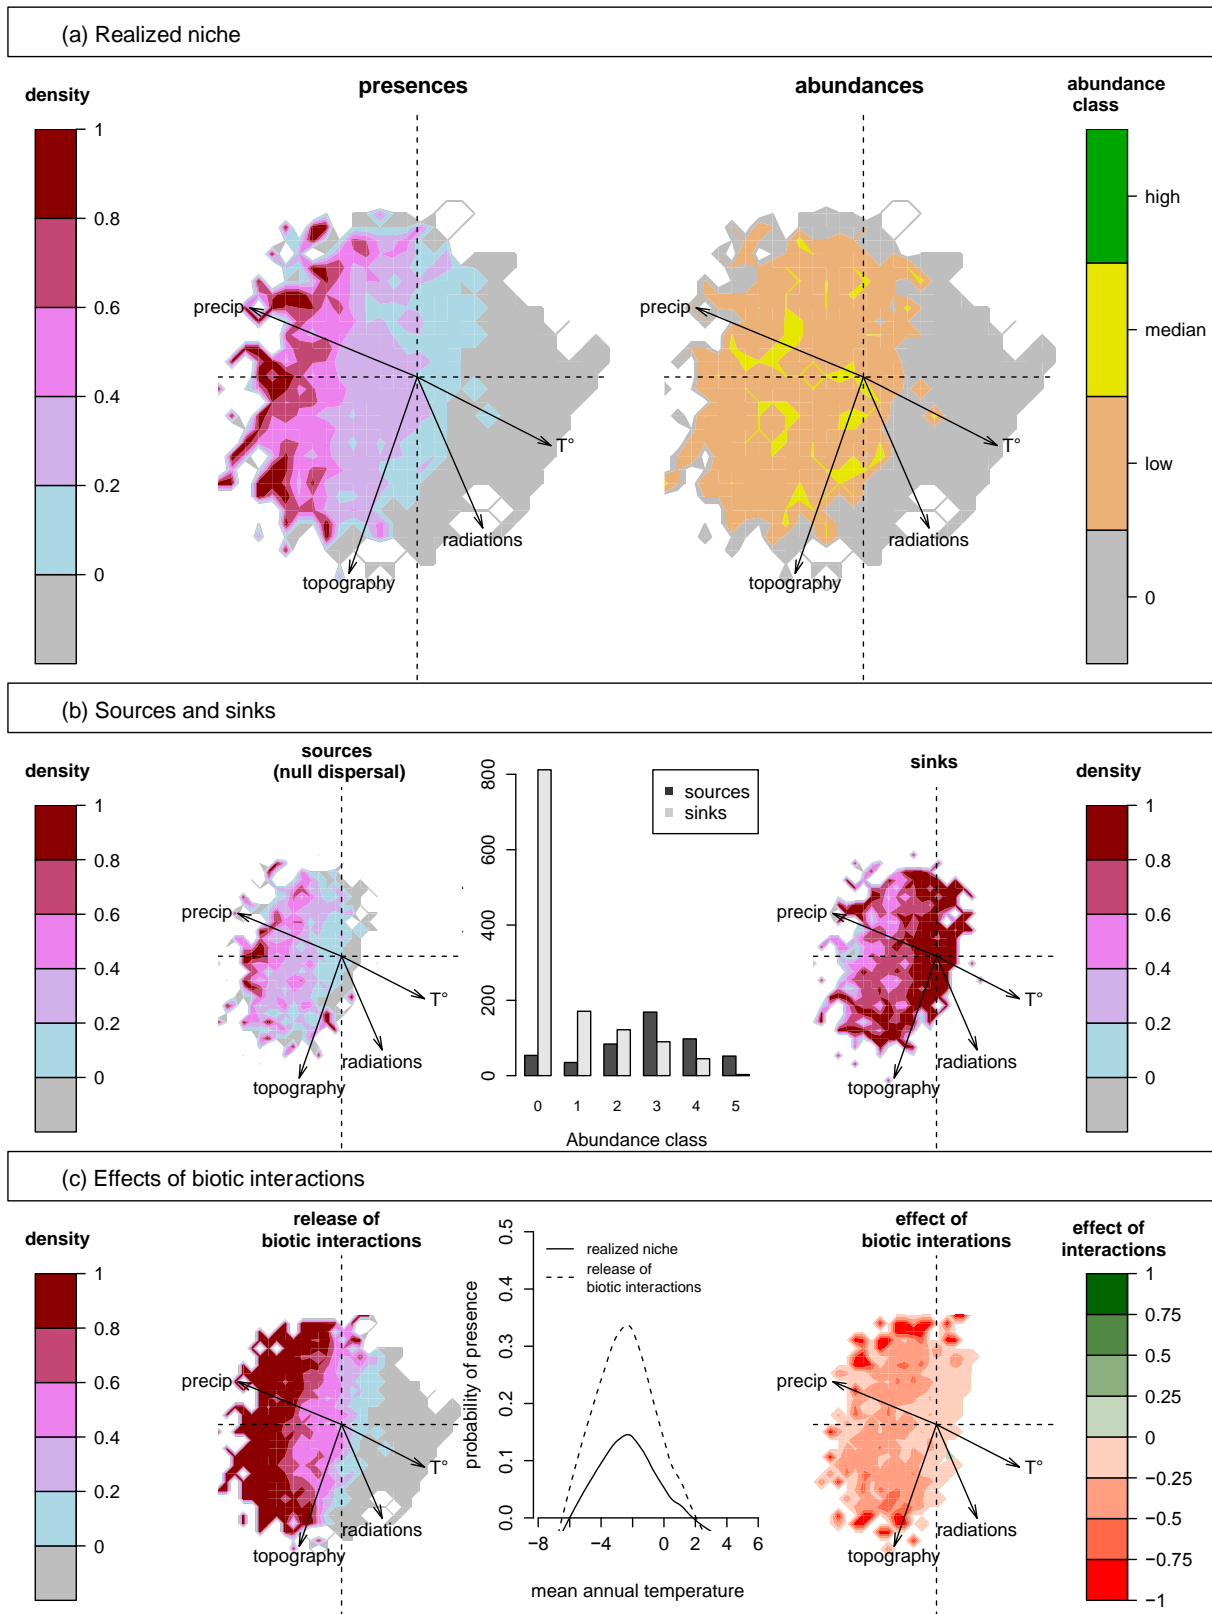 (a) Realized niche
density
presences
abundances
abundance
class
1
0.8
0.6
0.4
0.2
0
precip
T°
radiations
topography
precip
T°
radiations
topography
high
median
low
0
(b) Sources and sinks
density
1
0.8
0.6
0.4
0.2
0
sources
(null dispersal)
precip
T°
radiations
topography
800
600
400
200
0
sources
sinks
0 1 2 3 4 5
Abundance class
sinks
precip
T°
radiations
topography
density
1
0.8
0.6
0.4
0.2
0
(c) Effects of biotic interactions
density
1
0.8
0.6
0.4
0.2
0
release of
biotic interactions
precip
T°
radiations
topography
probability of presence
0.5
0.4
0.3
0.2
0.1
0.0
realized niche
release of
biotic interactions
−8 −4 0 2 4 6
mean annual temperature
effect of
biotic interations
precip
T°
radiations
topography
effect of
interactions
1
0.75
0.5
0.25
0
−0.25
−0.5
−0.75
−1